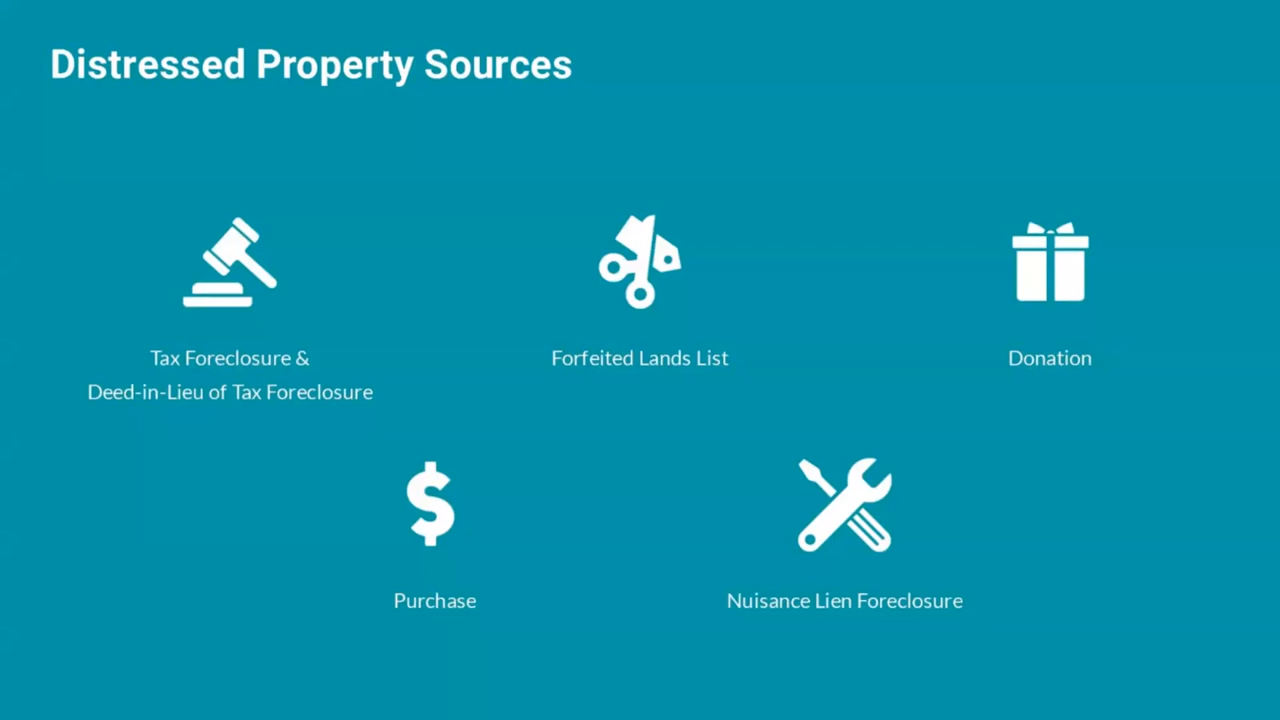 Distressed Property Sources
Tax Foreclosure &
Deed-in-Lieu of Tax Foreclosure
Forfeited Lands List
Donation
Purchase
Nuisance Lien Foreclosure